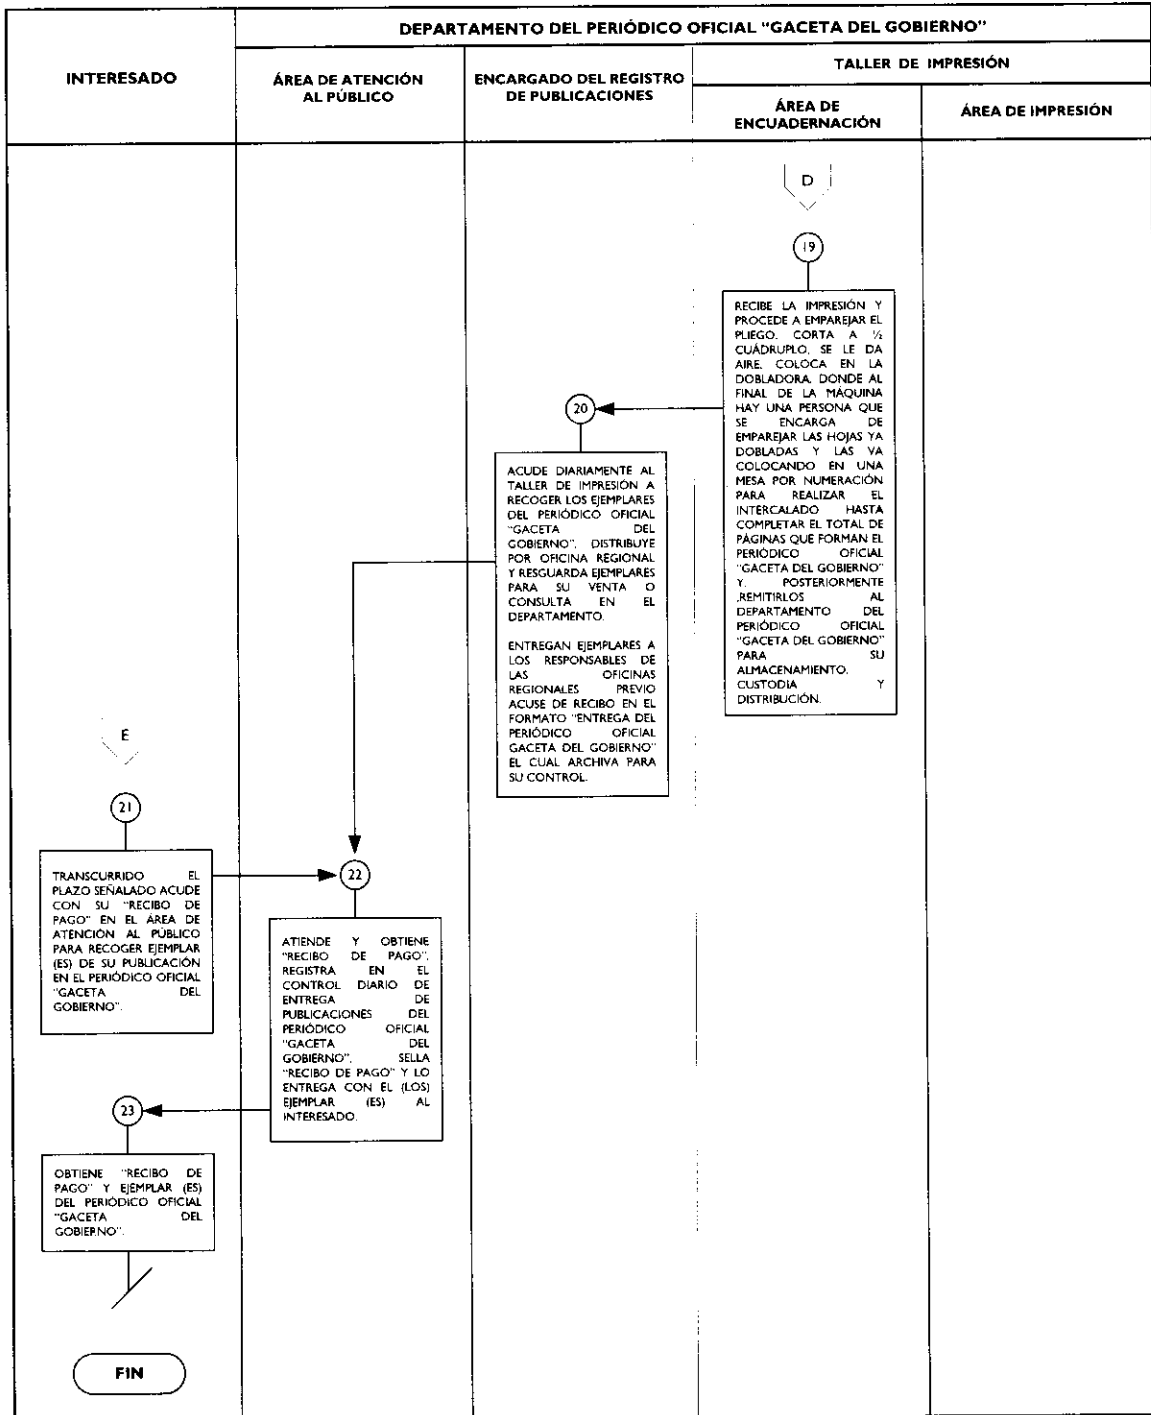 DEPARTAMENTO DEL PERIÓDICO OFICIAL "GACETA DEL GOBIERNO"
INTERESADO
ÁREA DE ATENCIÓN
AL PÚBLICO
ENCARGADO DEL REGISTRO
DE PUBLICACIONES
TALLER DE IMPRESIÓN
ÁREA DE
ENCUADERNACIÓN
ÁREA DE IMPRESIÓN
D
19
RECIBE LA IMPRESIÓN Y
PROCEDE A EMPAREJAR EL
PLIEGO. CORTA A ½
CUÁDRUPLO, SE LE DA
AIRE. COLOCA EN LA
DOBLADORA, DONDE AL
FINAL DE LA MÁQUINA
HAY UNA PERSONA QUE
SE ENCARGA DE
EMPAREJAR LAS HOJAS YA
DOBLADAS Y LAS VA
COLOCANDO EN UNA
MESA POR NUMERACIÓN
PARA REALIZAR EL
INTERCALADO HASTA
COMPLETAR EL TOTAL DE
PÁGINAS QUE FORMAN EL
PERIÓDICO OFICIAL
"GACETA DEL GOBIERNO"
Y, POSTERIORMENTE
REMITIRLOS AL
DEPARTAMENTO DEL
PERIÓDICO OFICIAL
"GACETA DEL GOBIERNO"
PARA SU
ALMACENAMIENTO,
CUSTODIA Y
DISTRIBUCIÓN.
20
ACUDE DIARIAMENTE AL
TALLER DE IMPRESIÓN A
RECOGER LOS EJEMPLARES
DEL PERIÓDICO OFICIAL
"GACETA DEL
GOBIERNO", DISTRIBUYE
POR OFICINA REGIONAL
Y RESGUARDA EJEMPLARES
PARA SU VENTA O
CONSULTA EN EL
DEPARTAMENTO.
ENTREGAN EJEMPLARES A
LOS RESPONSABLES DE
LAS OFICINAS
REGIONALES PREVIO
ACUSE DE RECIBO EN EL
FORMATO "ENTREGA DEL
PERIÓDICO OFICIAL
GACETA DEL GOBIERNO"
EL CUAL ARCHIVA PARA
SU CONTROL.
E
21
TRANSCURRIDO EL
PLAZO SEÑALADO ACUDE
CON SU "RECIBO DE
PAGO" EN EL ÁREA DE
ATENCIÓN AL PÚBLICO
PARA RECOGER EJEMPLAR
(ES) DE SU PUBLICACIÓN
EN EL PERIÓDICO OFICIAL
"GACETA DEL
GOBIERNO".
22
ATIENDE Y OBTIENE
"RECIBO DE PAGO",
REGISTRA EN EL
CONTROL DIARIO DE
ENTREGA DE
PUBLICACIONES DEL
PERIÓDICO OFICIAL
"GACETA DEL
GOBIERNO", SELLA
"RECIBO DE PAGO" Y LO
ENTREGA CON EL (LOS)
EJEMPLAR (ES) AL
INTERESADO.
23
OBTIENE "RECIBO DE
PAGO" Y EJEMPLAR (ES)
DEL PERIÓDICO OFICIAL
"GACETA DEL
GOBIERNO".
FIN